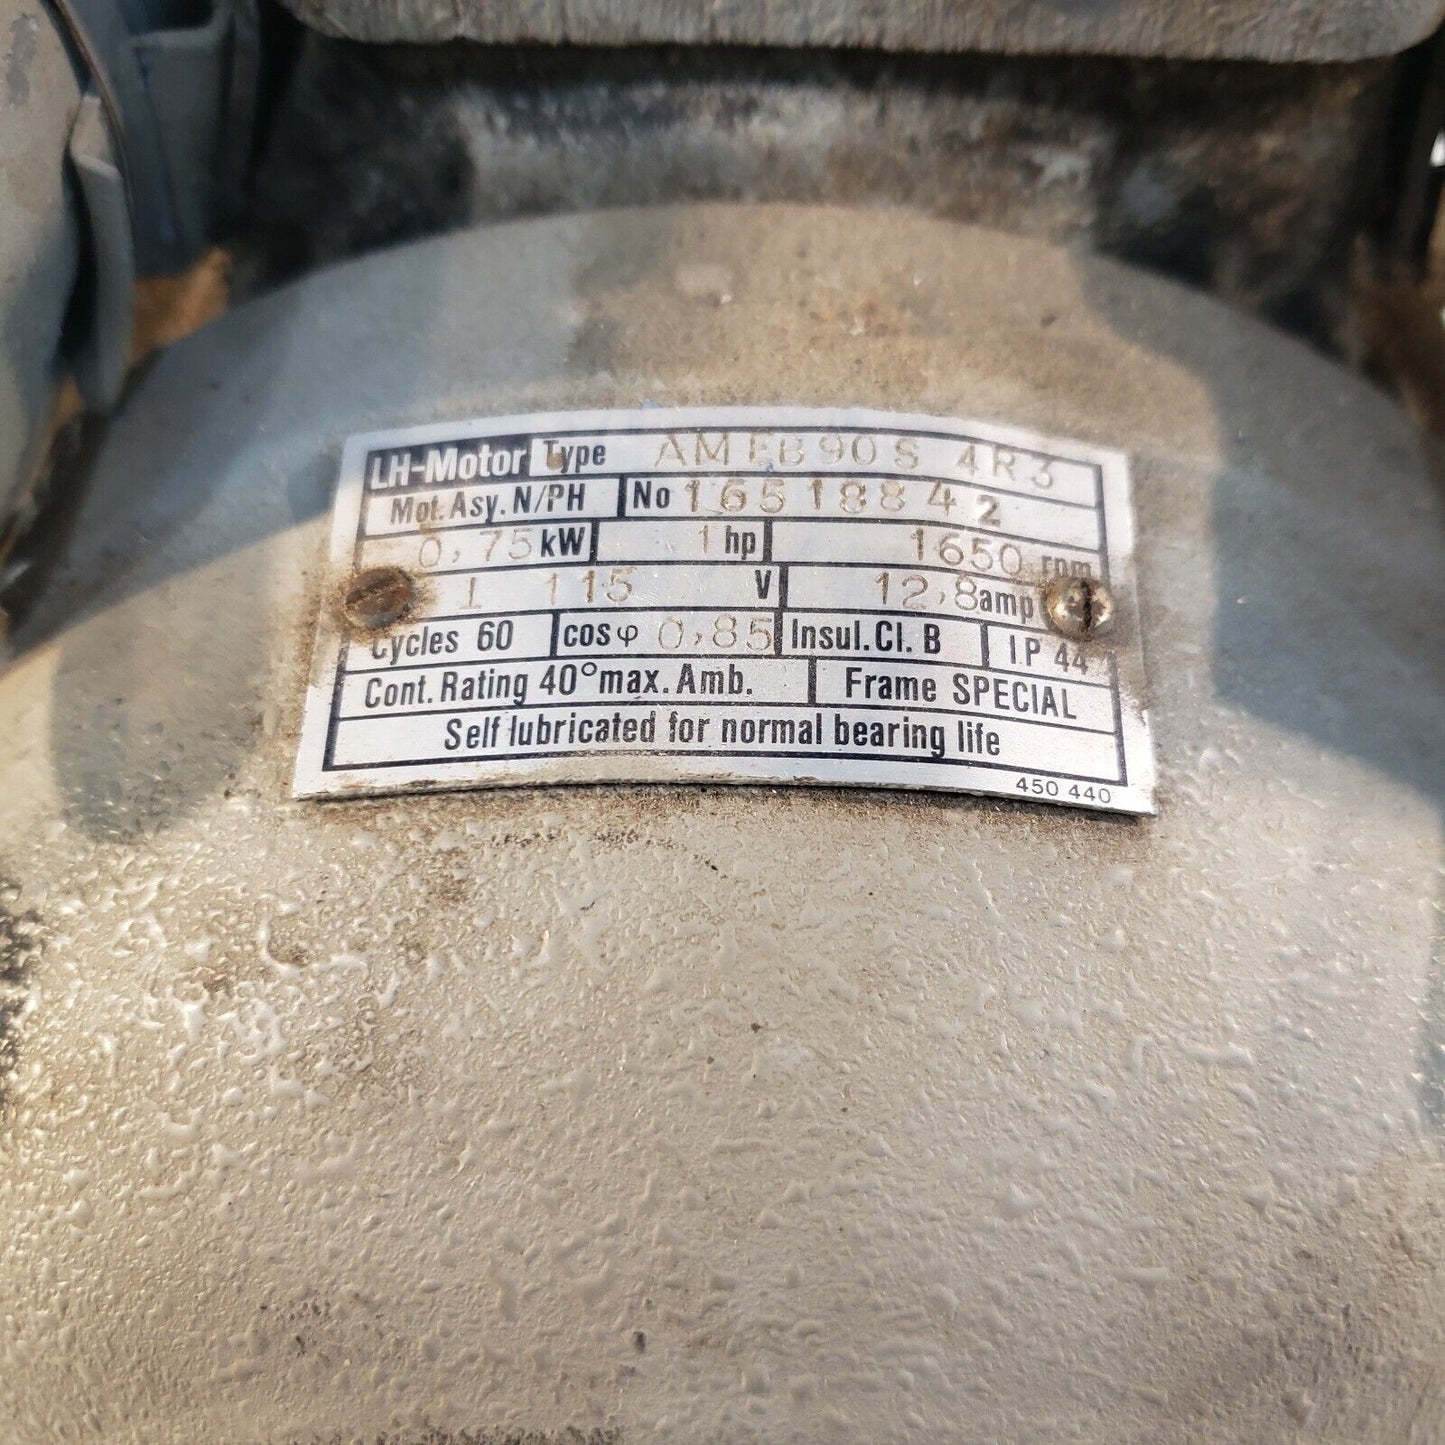 LH-Motor Type AMEB90S 4R3
Mot. Asy. N/PH No 16518842
0,75 kW 1 hp 1650 rpm
1 115 V 12,8 amp
Cycles 60 cosφ 0,85 Insul. Cl. B I.P 44
Cont. Rating 40° max. Amb. Frame SPECIAL
Self lubricated for normal bearing life
450 440